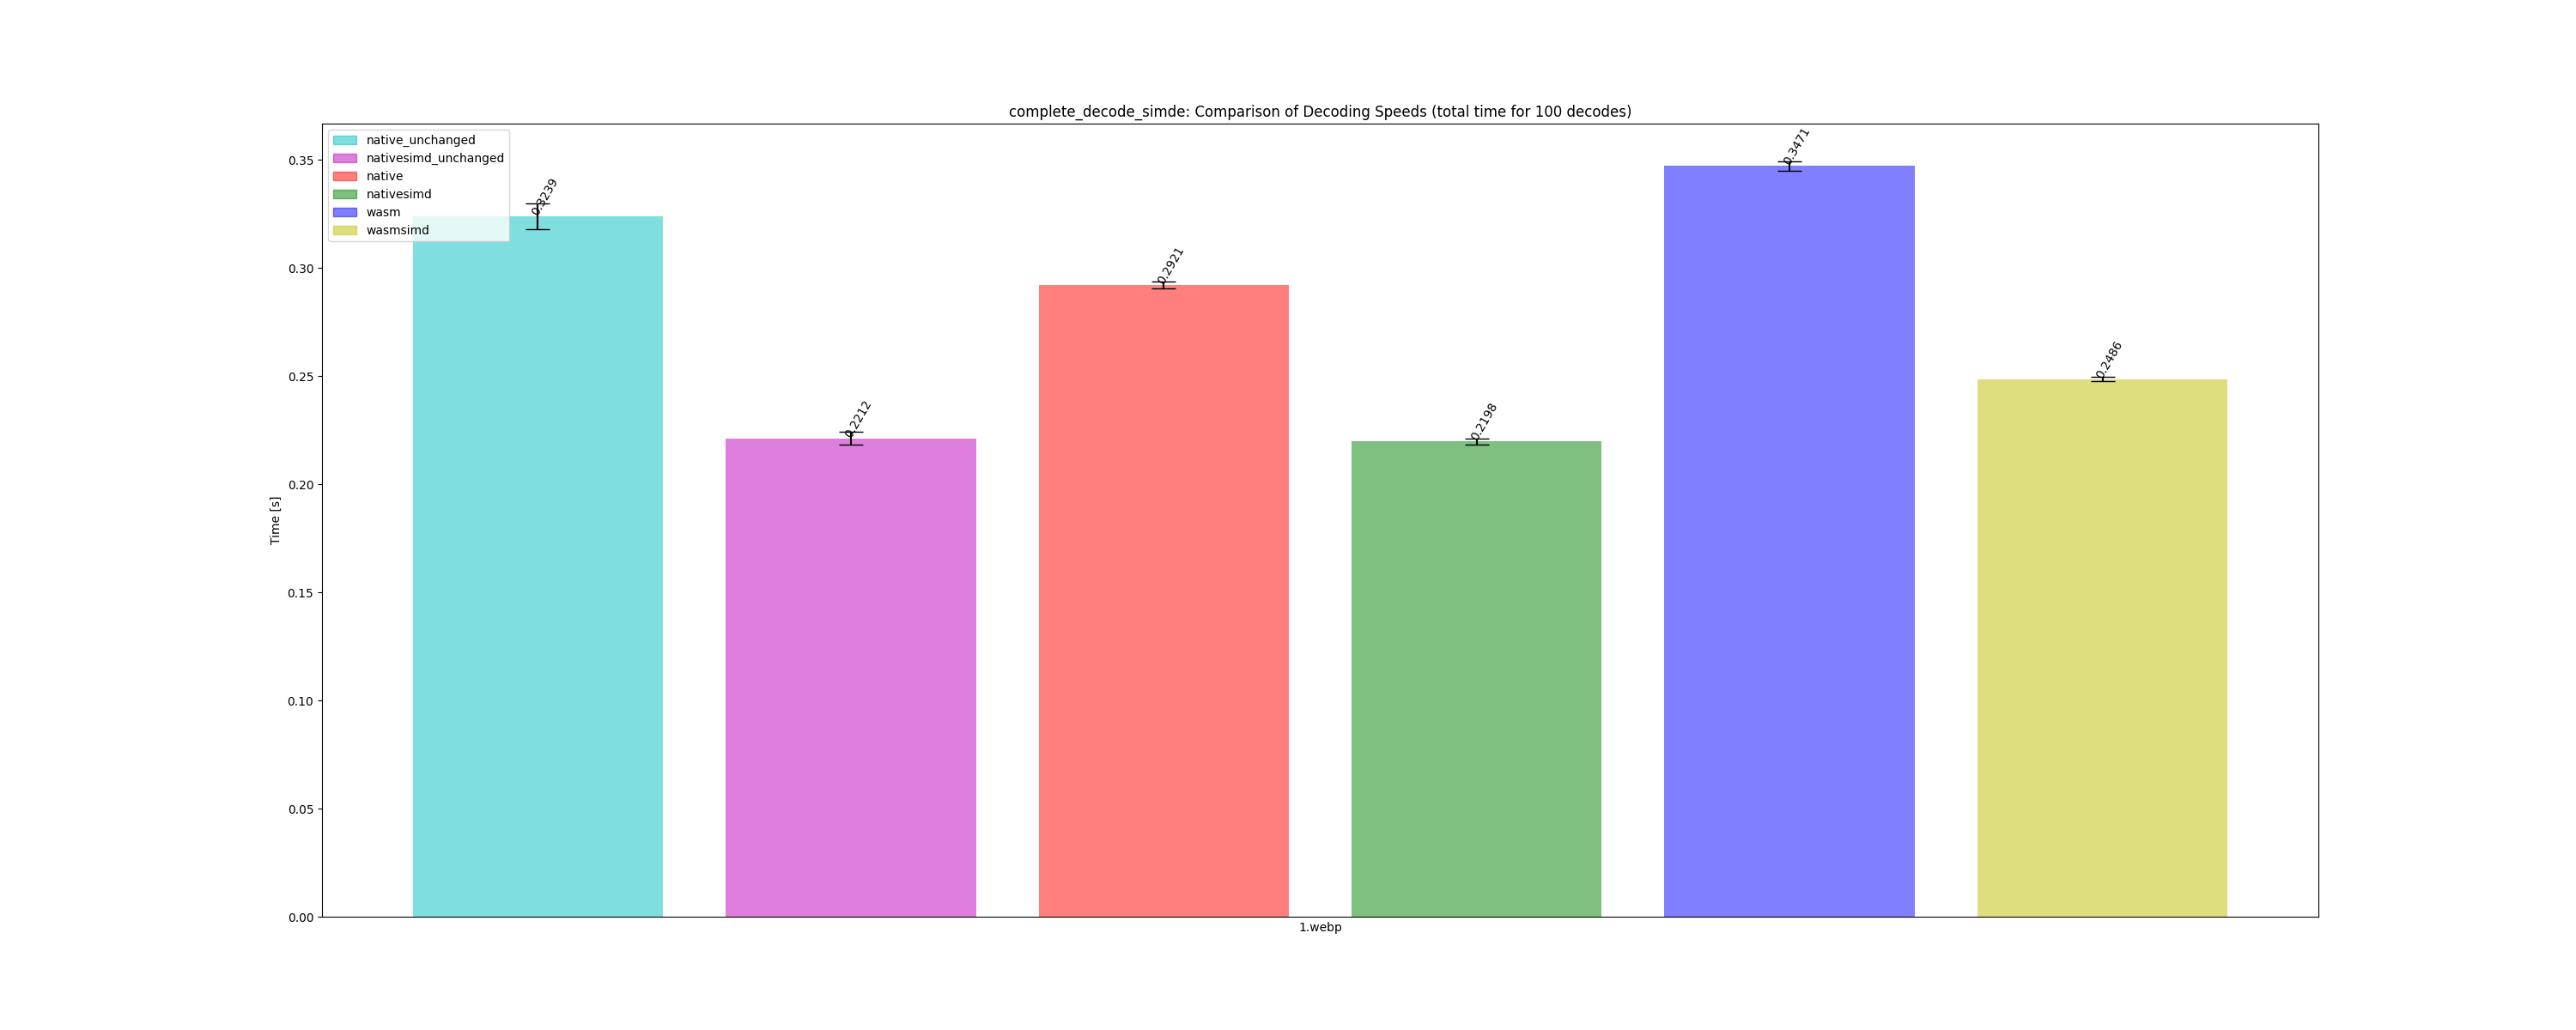 complete_decode_simde: Comparison of Decoding Speeds (total time for 100 decodes)
native_unchanged
nativesimd_unchanged
native
nativesimd
wasm
wasmsimd
Time [s]
0.35
0.30
0.25
0.20
0.15
0.10
0.05
0.00
0.3239
0.2212
0.2921
0.2198
0.3471
0.2486
1.webp